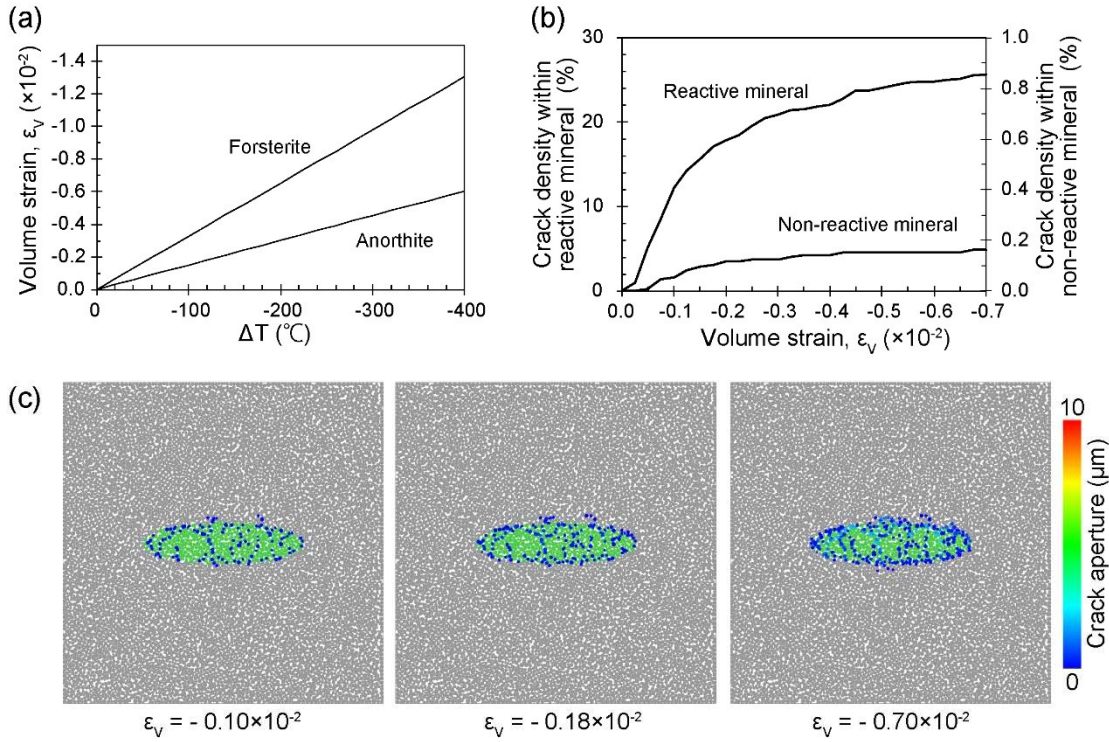 (a)
Volume strain, εv (×10-2)
-1.4
-1.2
-1.0
-0.8
-0.6
-0.4
-0.2
0.0
Forsterite
Anorthite
0
-100
-200
-300
-400
ΔT (℃)
(b)
Crack density within
reactive mineral (%)
30
20
10
0
Reactive mineral
Non-reactive mineral
1.0
0.8
0.6
0.4
0.2
0.0
Crack density within
non-reactive mineral (%)
0.0
-0.1
-0.2
-0.3
-0.4
-0.5
-0.6
-0.7
Volume strain, εv (×10-2)
(c)
10
Crack aperture (μm)
0
εv = - 0.10×10-2
εv = - 0.18×10-2
εv = - 0.70×10-2